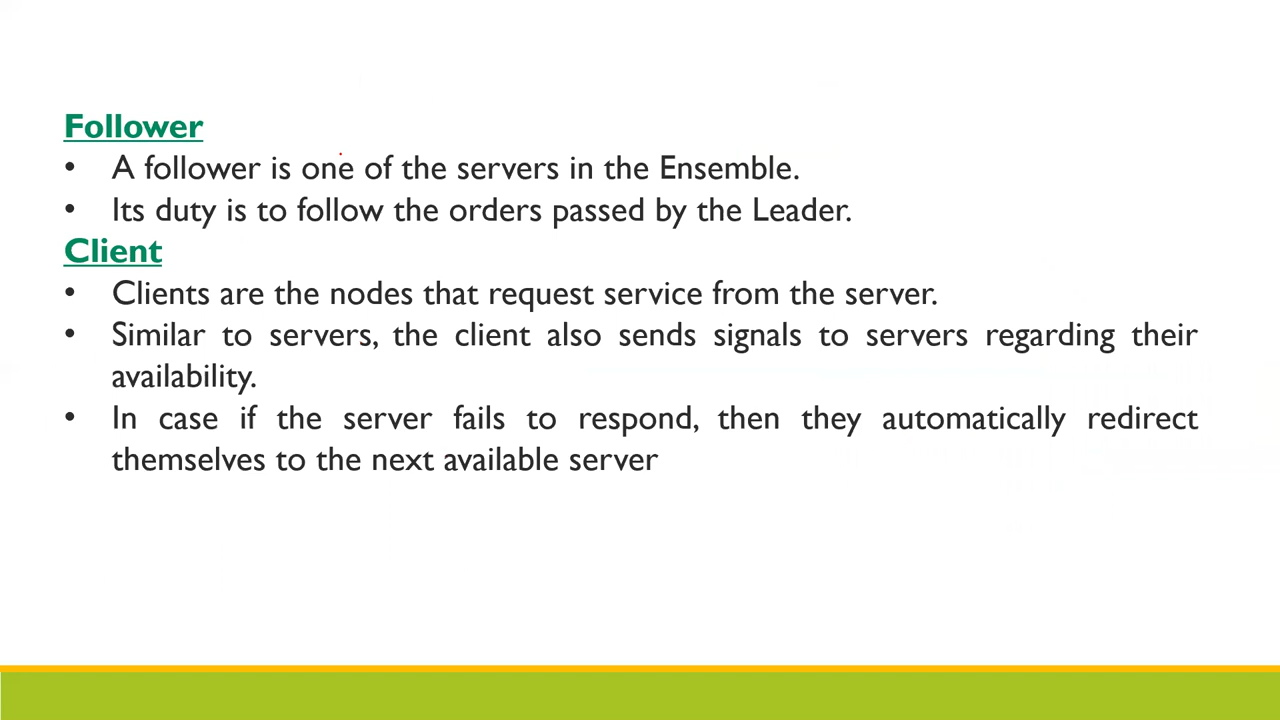 Follower
• A follower is one of the servers in the Ensemble.
• Its duty is to follow the orders passed by the Leader.
Client
• Clients are the nodes that request service from the server.
• Similar to servers, the client also sends signals to servers regarding their
availability.
• In case if the server fails to respond, then they automatically redirect
themselves to the next available server